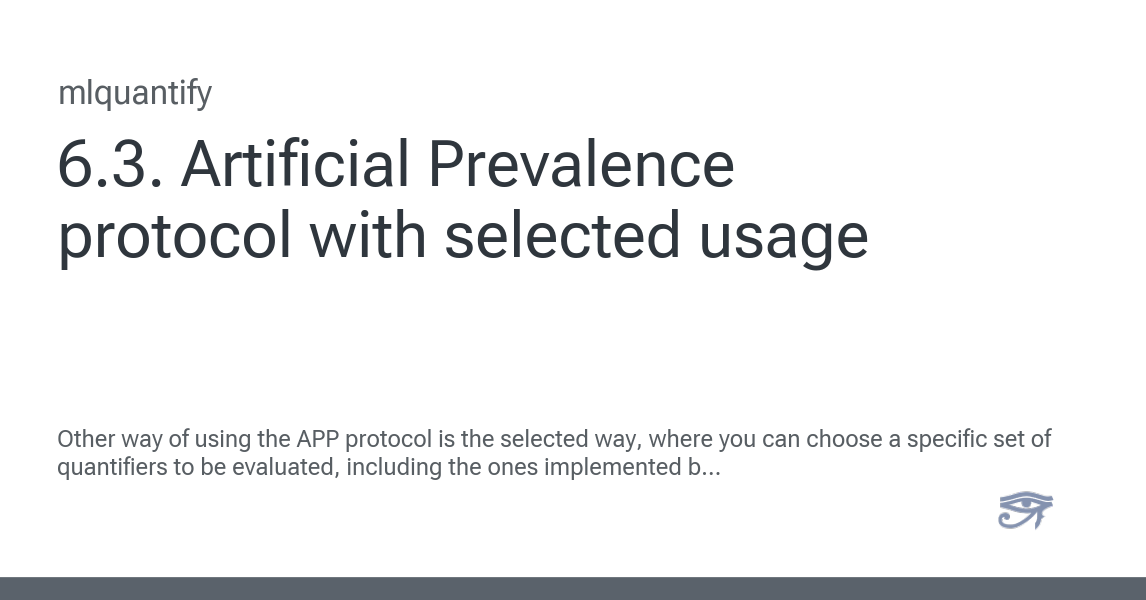 mlquantify
6.3. Artificial Prevalence
protocol with selected usage
Other way of using the APP protocol is the selected way, where you can choose a specific set of
quantifiers to be evaluated, including the ones implemented b...